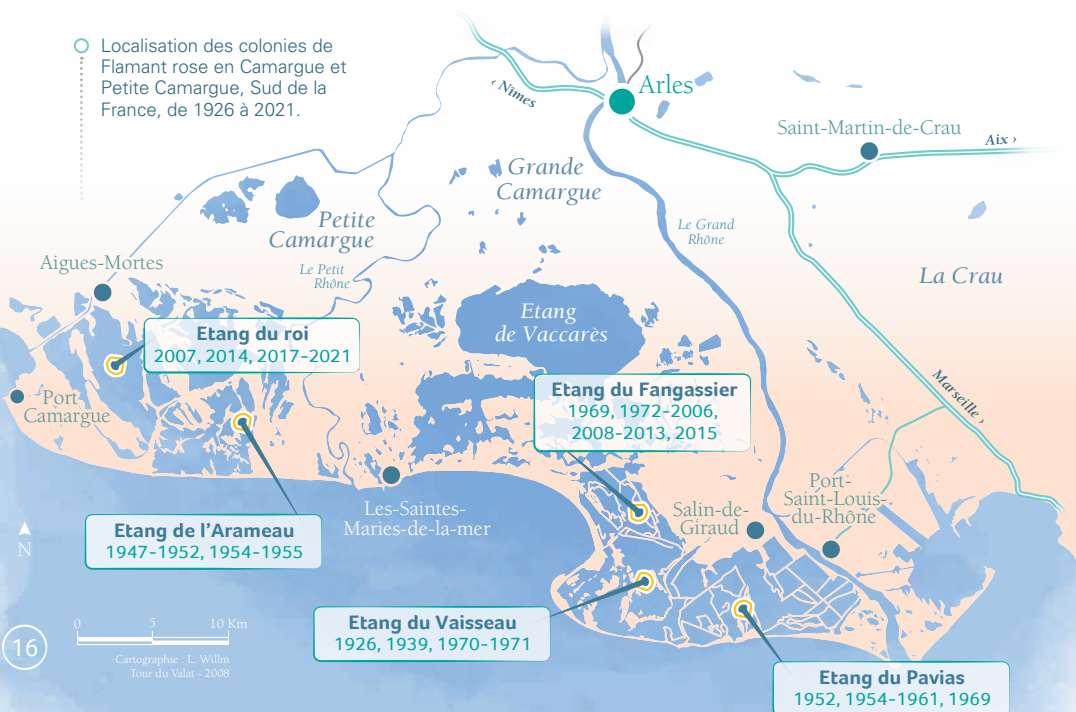 Localisation des colonies de
Flamant rose en Camargue et
Petite Camargue, Sud de la
France, de 1926 à 2021.
‹ Nîmes
Arles
Saint-Martin-de-Crau
Aix ›
Grande
Camargue
Petite
Camargue
Le Grand
Rhône
Le Petit
Rhône
La Crau
Aigues-Mortes
Etang
de Vaccarès
Etang du roi
2007, 2014, 2017-2021
Port
Camargue
Marseille ›
Etang du Fangassier
1969, 1972-2006,
2008-2013, 2015
Les-Saintes-
Maries-de-la-mer
Salin-de-
Giraud
Port-
Saint-Louis-
du-Rhône
Etang de l'Arameau
1947-1952, 1954-1955
N
Etang du Vaisseau
1926, 1939, 1970-1971
0 5 10 Km
Cartographie : L. Willm
Tour du Valat - 2008
16
Etang du Pavias
1952, 1954-1961, 1969